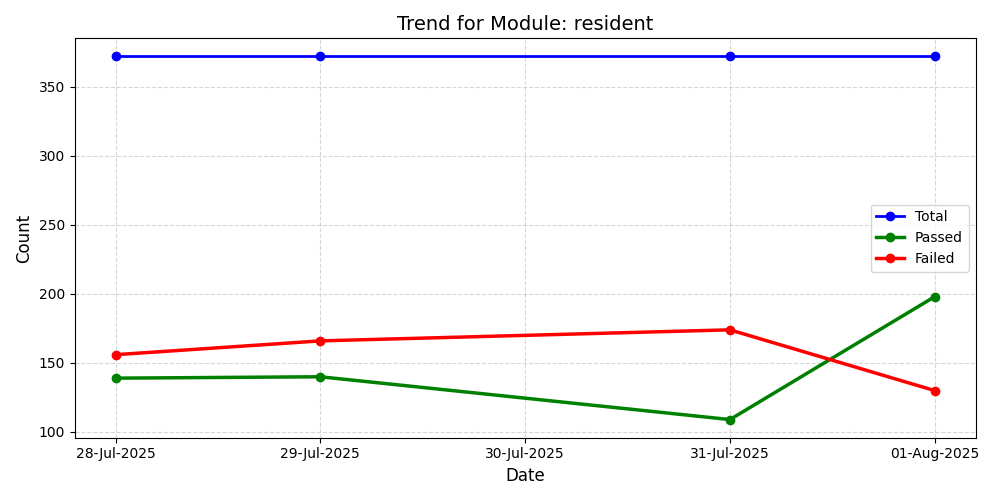 Trend for Module: resident
Count
350
300
250
200
150
100
Total
Passed
Failed
28-Jul-2025
29-Jul-2025
30-Jul-2025
31-Jul-2025
01-Aug-2025
Date